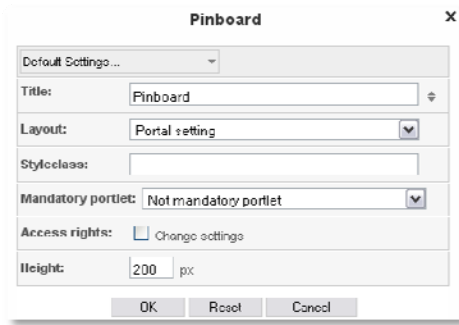 Pinboard
Default Settings...
Title: Pinboard
Layout: Portal setting
Styleclass:
Mandatory portlet: Not mandatory portlet
Access rights: Change settings
Height: 200 px
OK Reset Cancel